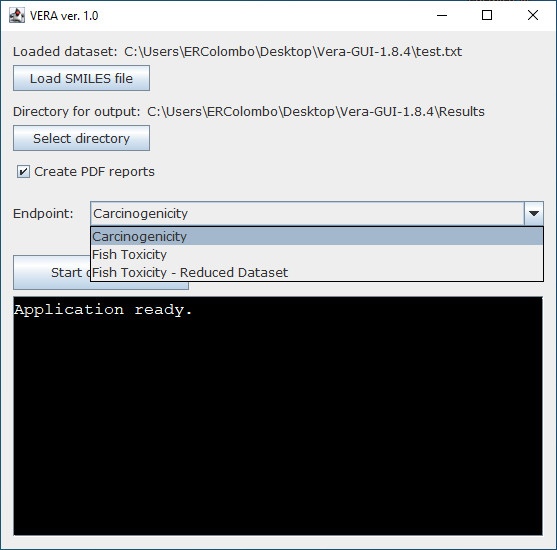 VERA ver. 1.0
Loaded dataset: C:\Users\ERColombo\Desktop\Vera-GUI-1.8.4\test.txt
Load SMILES file
Directory for output: C:\Users\ERColombo\Desktop\Vera-GUI-1.8.4\Results
Select directory
Create PDF reports
Endpoint: Carcinogenicity
Carcinogenicity
Fish Toxicity
Start
Fish Toxicity - Reduced Dataset
Application ready.